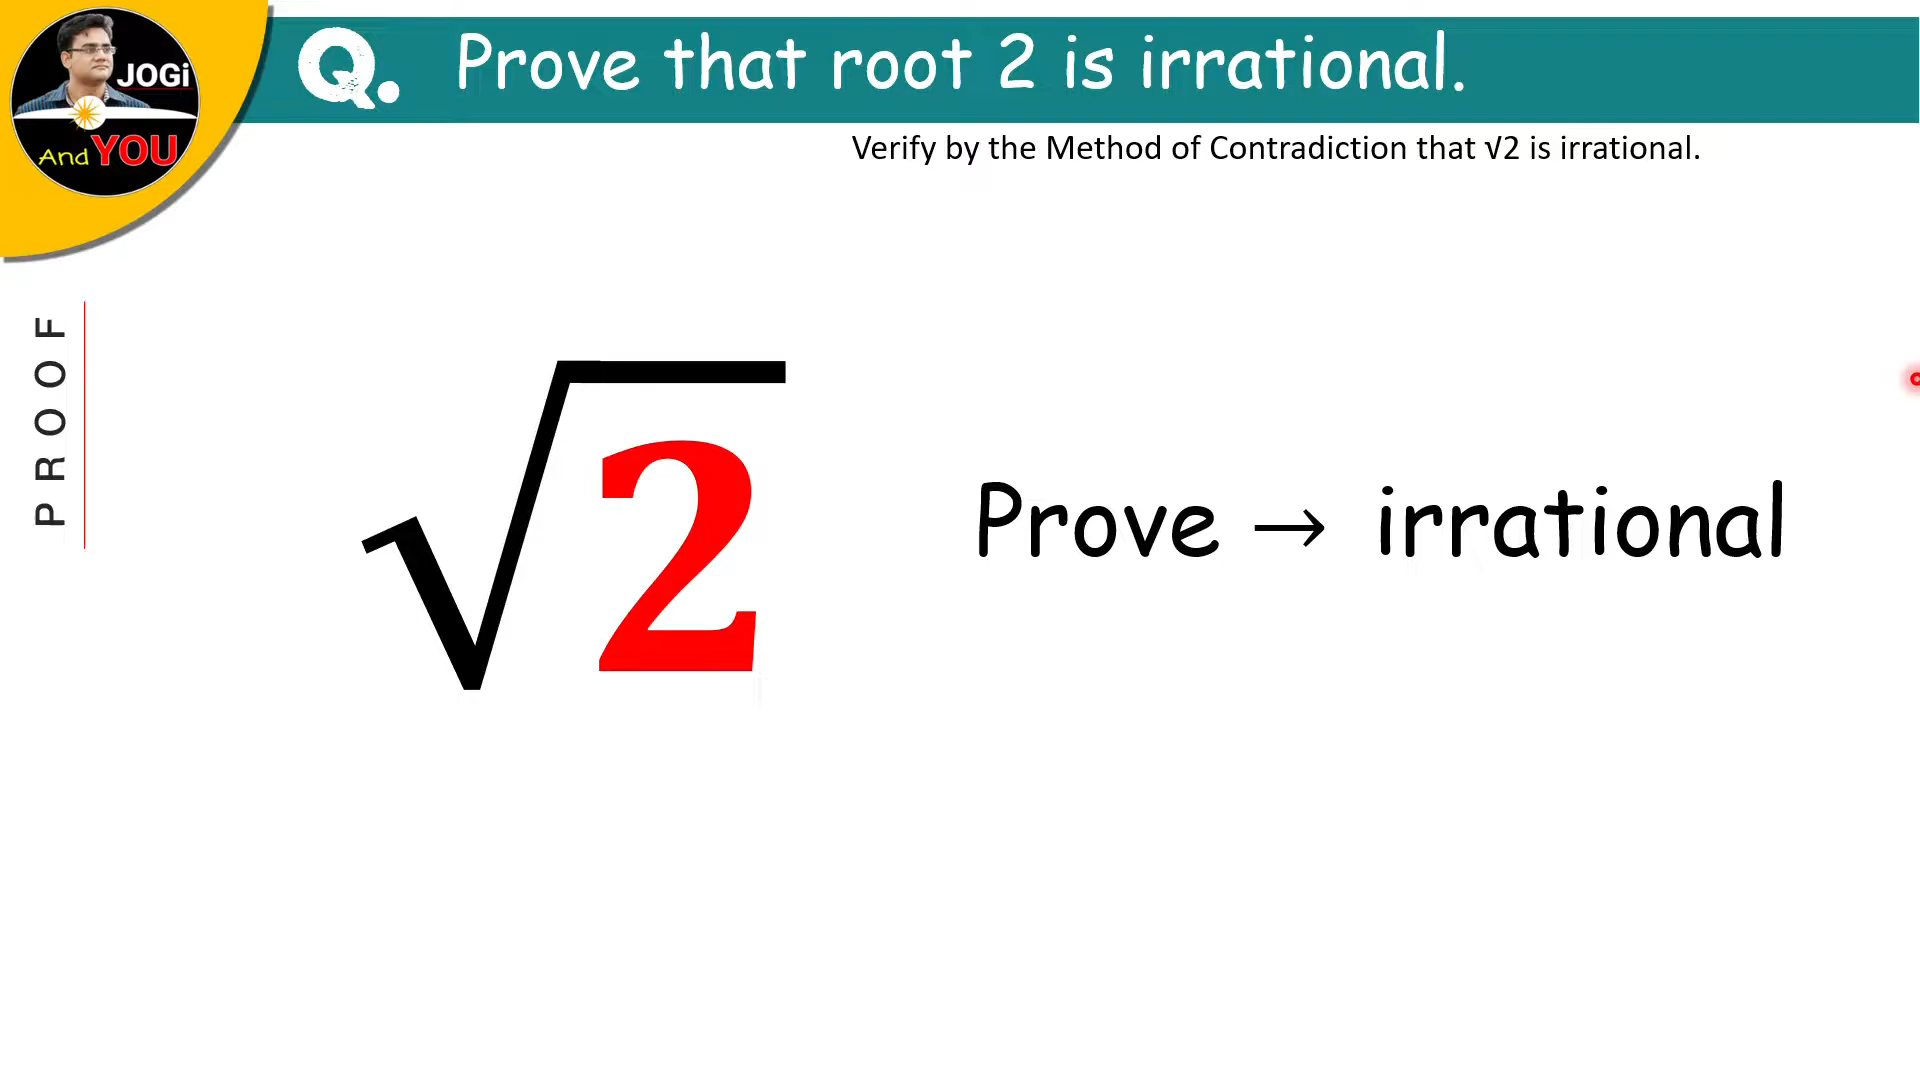 JOGi
And YOU
Q. Prove that root 2 is irrational.
Verify by the Method of Contradiction that √2 is irrational.
PROOF
√2
Prove → irrational